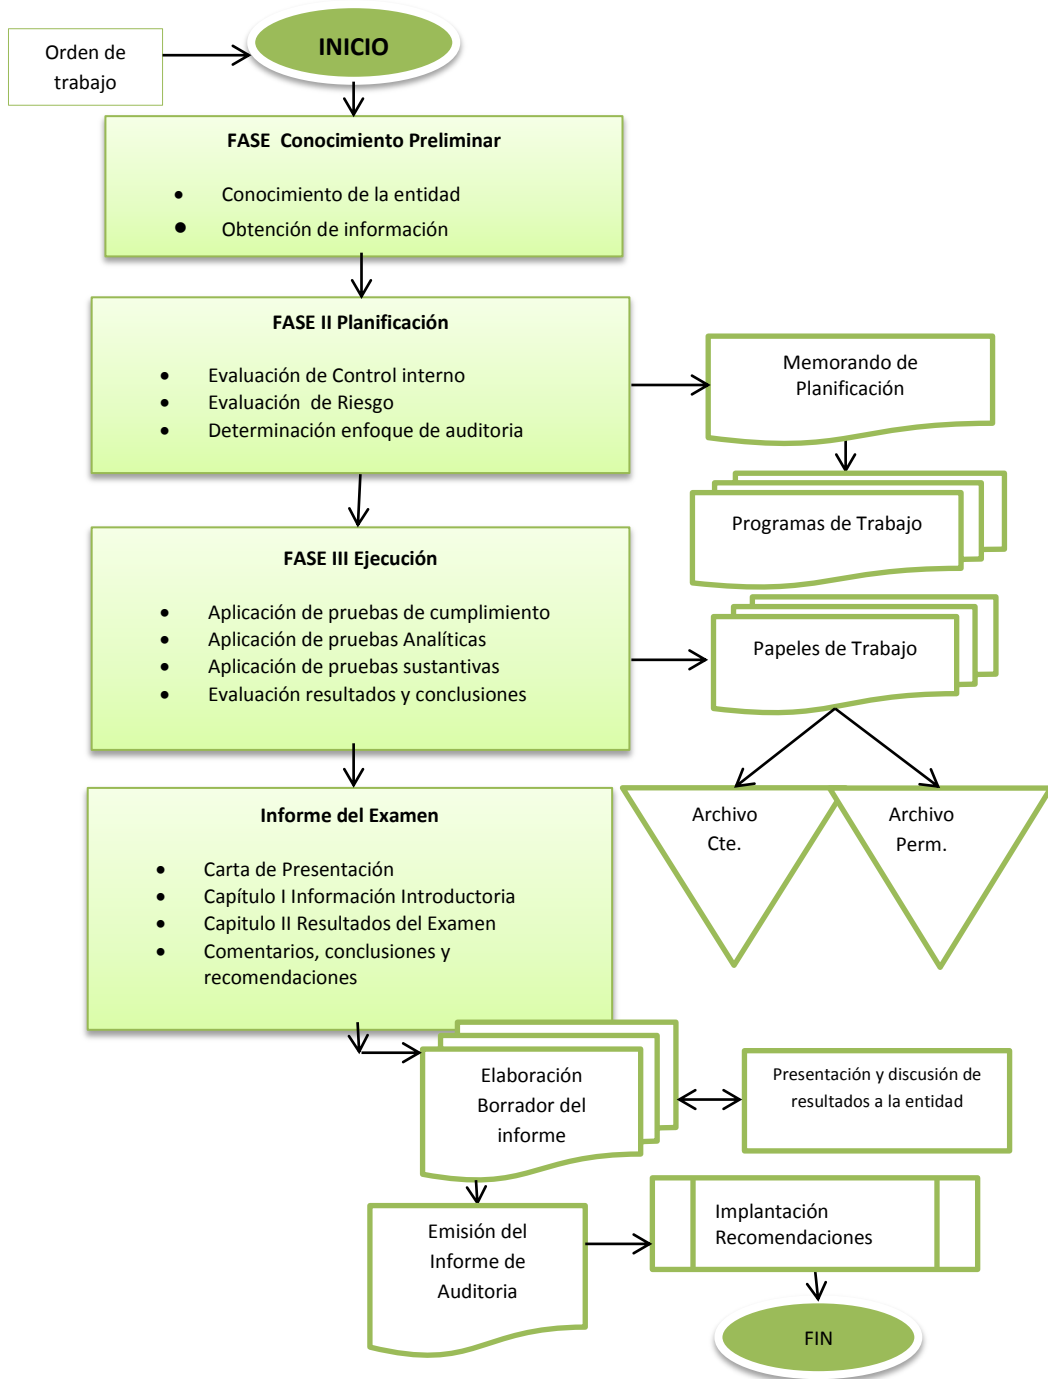 Orden de
trabajo
INICIO
FASE  Conocimiento Preliminar
• Conocimiento de la entidad
• Obtención de información
FASE II Planificación
• Evaluación de Control interno
• Evaluación  de Riesgo
• Determinación enfoque de auditoria
Memorando de
Planificación
Programas de Trabajo
FASE III Ejecución
• Aplicación de pruebas de cumplimiento
• Aplicación de pruebas Analíticas
• Aplicación de pruebas sustantivas
• Evaluación resultados y conclusiones
Papeles de Trabajo
Archivo
Cte.
Archivo
Perm.
Informe del Examen
• Carta de Presentación
• Capítulo I Información Introductoria
• Capitulo II Resultados del Examen
• Comentarios, conclusiones y
recomendaciones
Elaboración
Borrador del
informe
Presentación y discusión de
resultados a la entidad
Emisión del
Informe de
Auditoria
Implantación
Recomendaciones
FIN